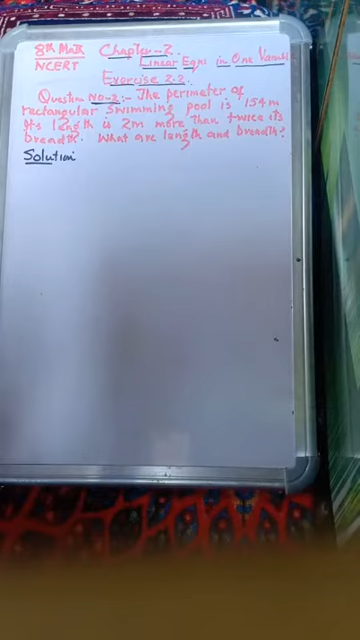 8th Math Chapter-2.
NCERT Linear Eqns in One Variable
Exercise 2.2.
Question No-2:- The perimeter of
rectangular swimming pool is 154m
Its length is 2m more than twice its
breadth. What are length and breadth?
Solution